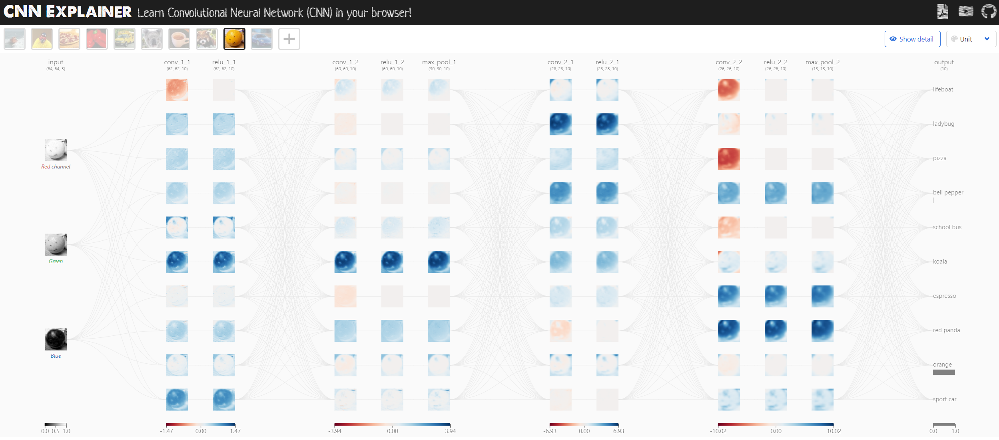 CNN EXPLAINER Learn Convolutional Neural Network (CNN) in your browser!
Show detail
Unit
input conv_1_1 relu_1_1 conv_1_2 relu_1_2 max_pool_1 conv_2_1 relu_2_1 conv_2_2 relu_2_2 max_pool_2 output
(64, 64, 3) (62, 62, 10) (62, 62, 10) (60, 60, 10) (60, 60, 10) (30, 30, 10) (28, 28, 10) (28, 28, 10) (26, 26, 10) (26, 26, 10) (13, 13, 10) (10)
Red channel
Green
Blue
lifeboat
ladybug
pizza
bell pepper
school bus
koala
espresso
red panda
orange
sport car
0.0 0.5 1.0 -1.47 0.00 1.47 -3.94 0.00 3.94 -6.93 0.00 6.93 -10.02 0.00 10.02 0.0 1.0